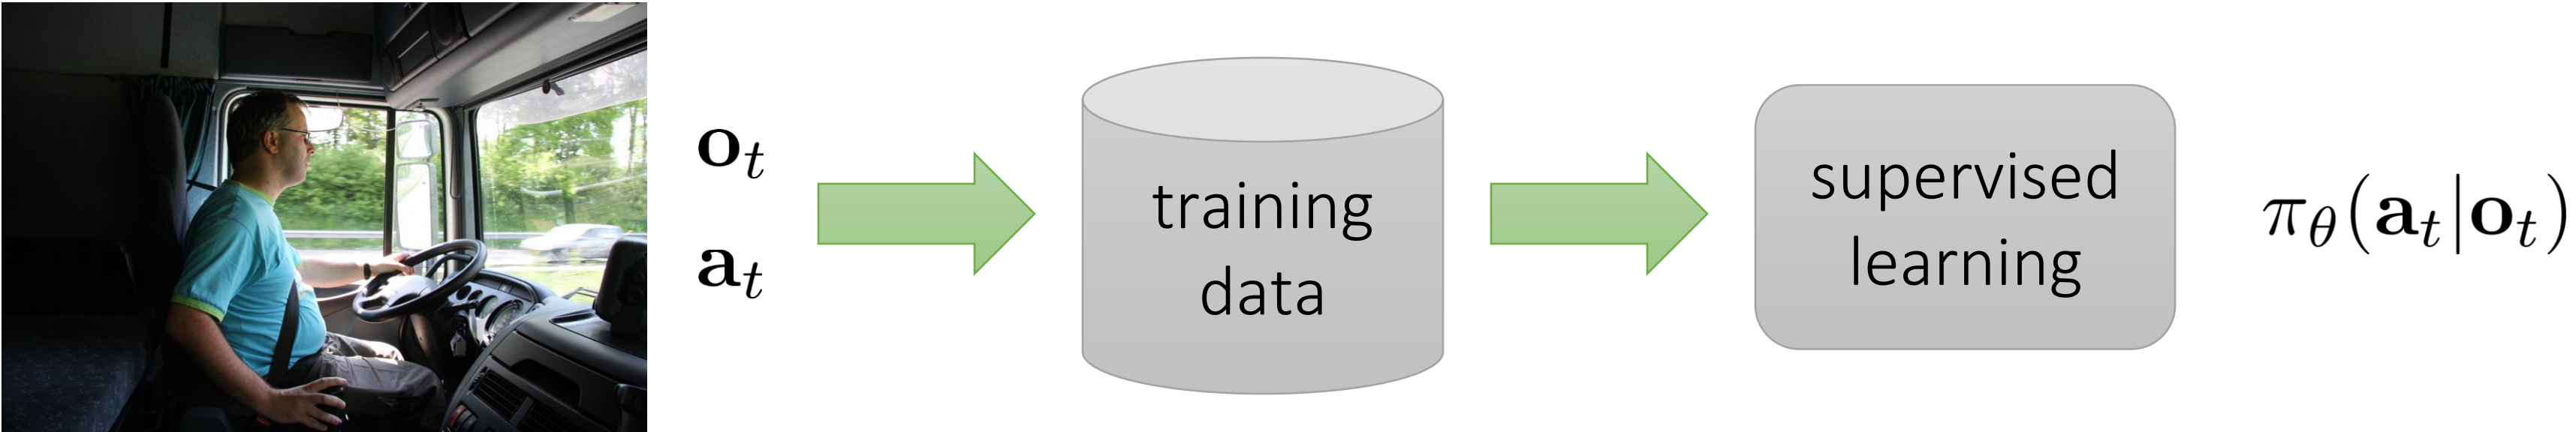 o_t
a_t
training
data
supervised
learning
π_θ(a_t|o_t)